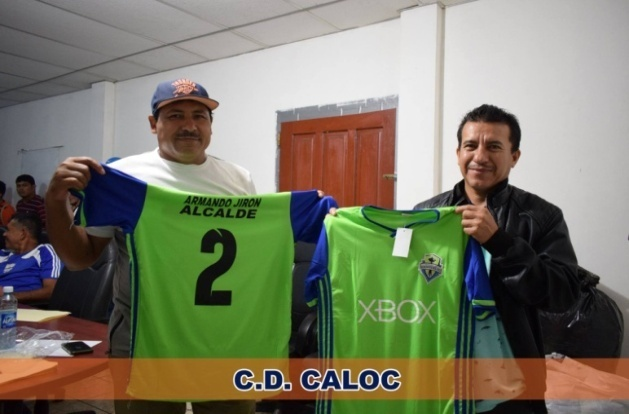 ARMANDO JIRON
ALCALDE
2
XBOX
C.D. CALOC